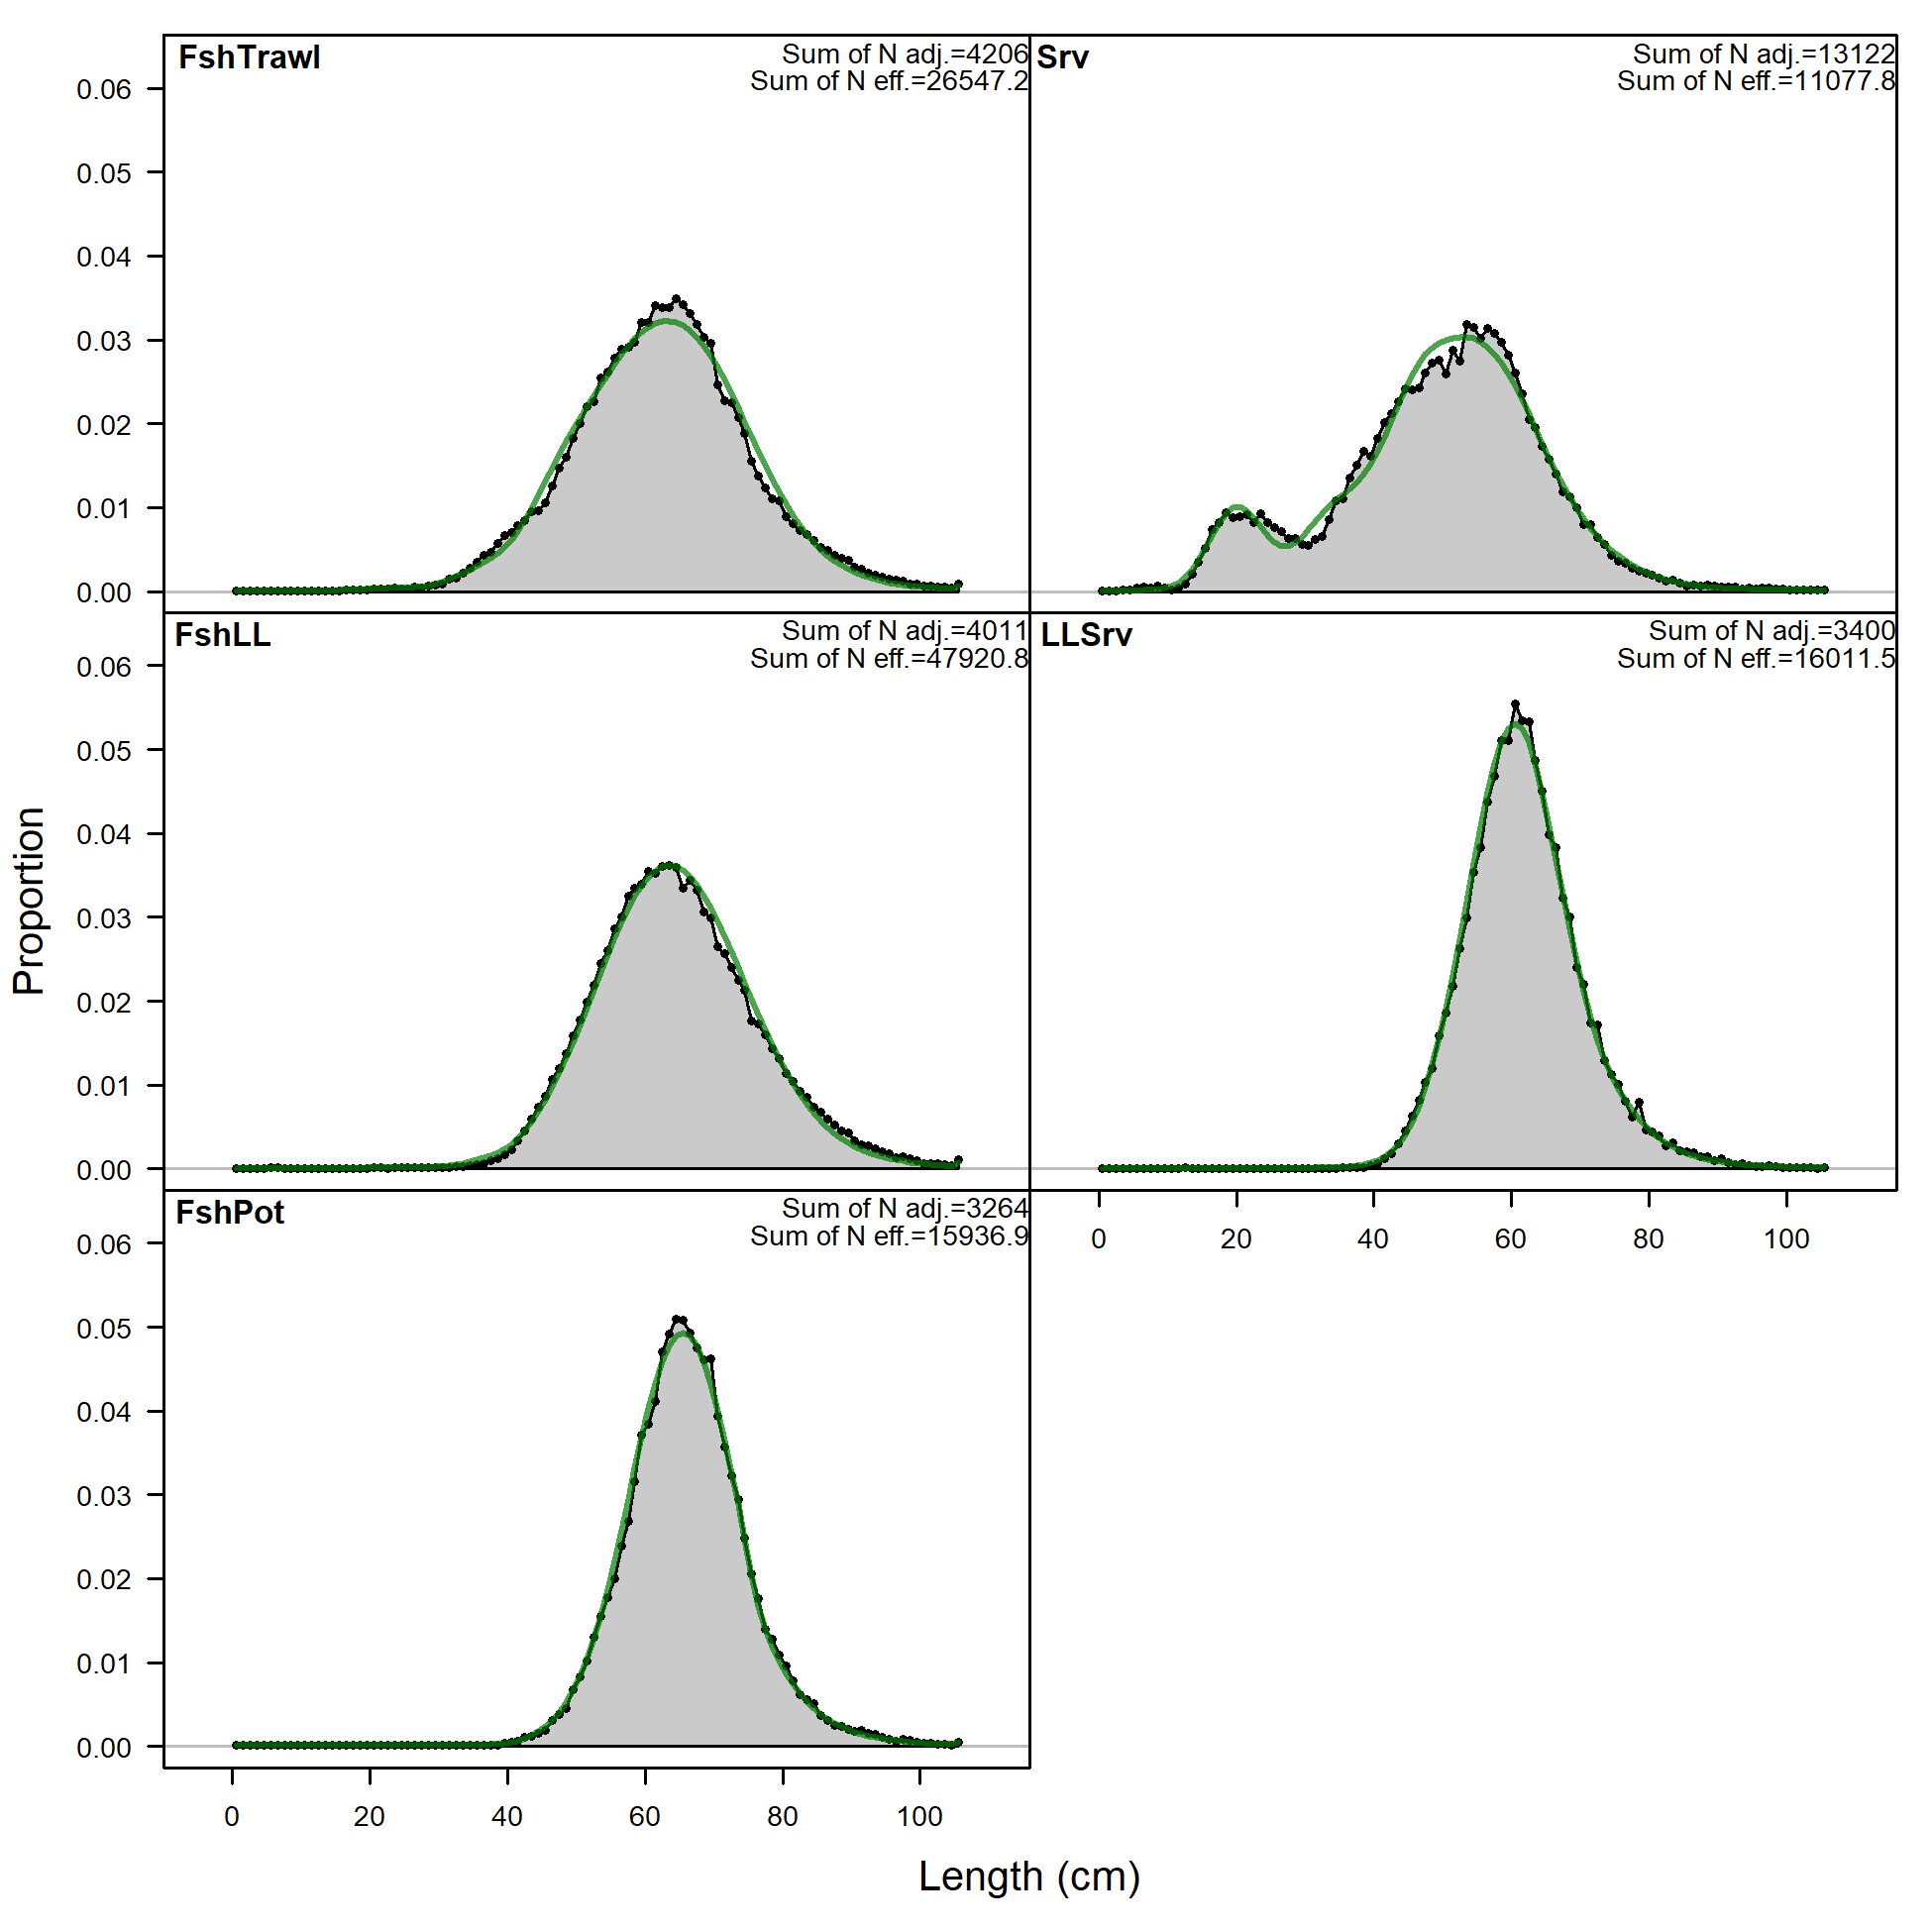 FshTrawl
Sum of N adj.=4206
Sum of N eff.=26547.2
0.06
0.05
0.04
0.03
0.02
0.01
0.00
Srv
Sum of N adj.=13122
Sum of N eff.=11077.8
FshLL
Sum of N adj.=4011
Sum of N eff.=47920.8
0.06
0.05
0.04
0.03
0.02
0.01
0.00
LLSrv
Sum of N adj.=3400
Sum of N eff.=16011.5
0 20 40 60 80 100
FshPot
Sum of N adj.=3264
Sum of N eff.=15936.9
0.06
0.05
0.04
0.03
0.02
0.01
0.00
0 20 40 60 80 100
Proportion
Length (cm)